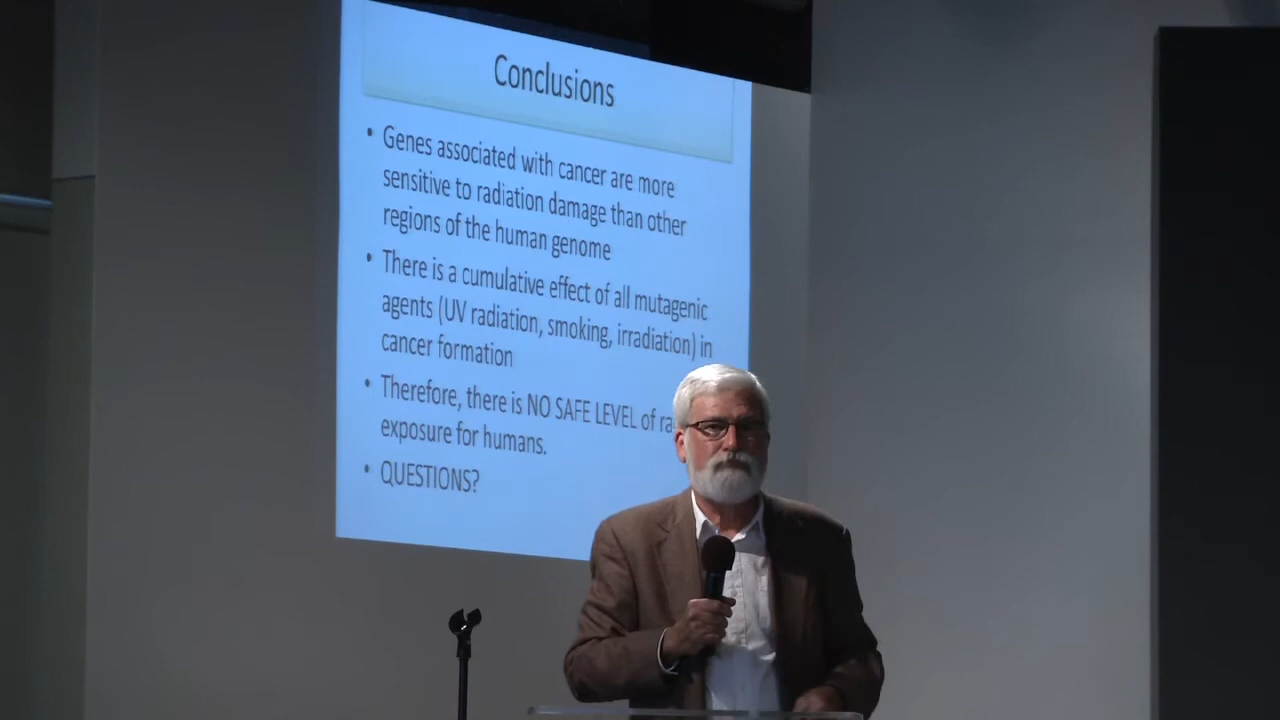 Conclusions
• Genes associated with cancer are more
sensitive to radiation damage than other
regions of the human genome
• There is a cumulative effect of all mutagenic
agents (UV radiation, smoking, irradiation) in
cancer formation
• Therefore, there is NO SAFE LEVEL of
exposure for humans.
• QUESTIONS?